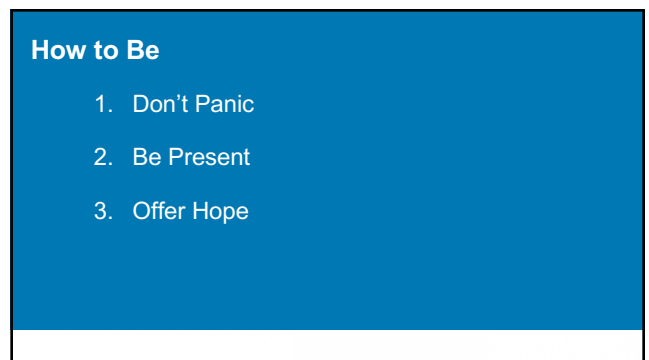 How to Be
1. Don’t Panic
2. Be Present
3. Offer Hope